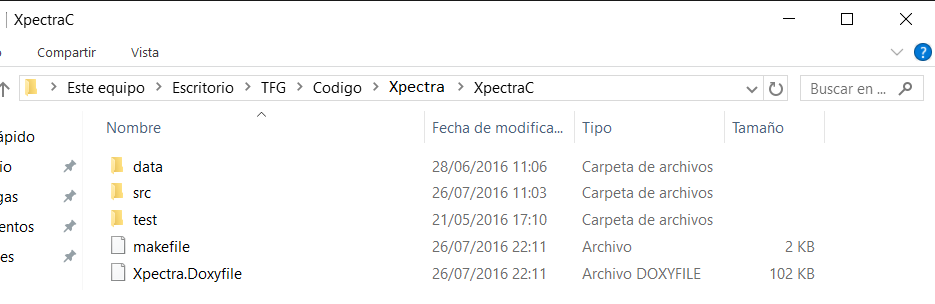 XpectraC
Compartir Vista
Este equipo Escritorio TFG Codigo Xpectra XpectraC Buscar en ...
Nombre Fecha de modifica... Tipo Tamaño
ápido
data 28/06/2016 11:06 Carpeta de archivos
src 26/07/2016 11:03 Carpeta de archivos
test 21/05/2016 17:10 Carpeta de archivos
makefile 26/07/2016 22:11 Archivo 2 KB
Xpectra.Doxyfile 26/07/2016 22:11 Archivo DOXYFILE 102 KB
io
gas
entos
es